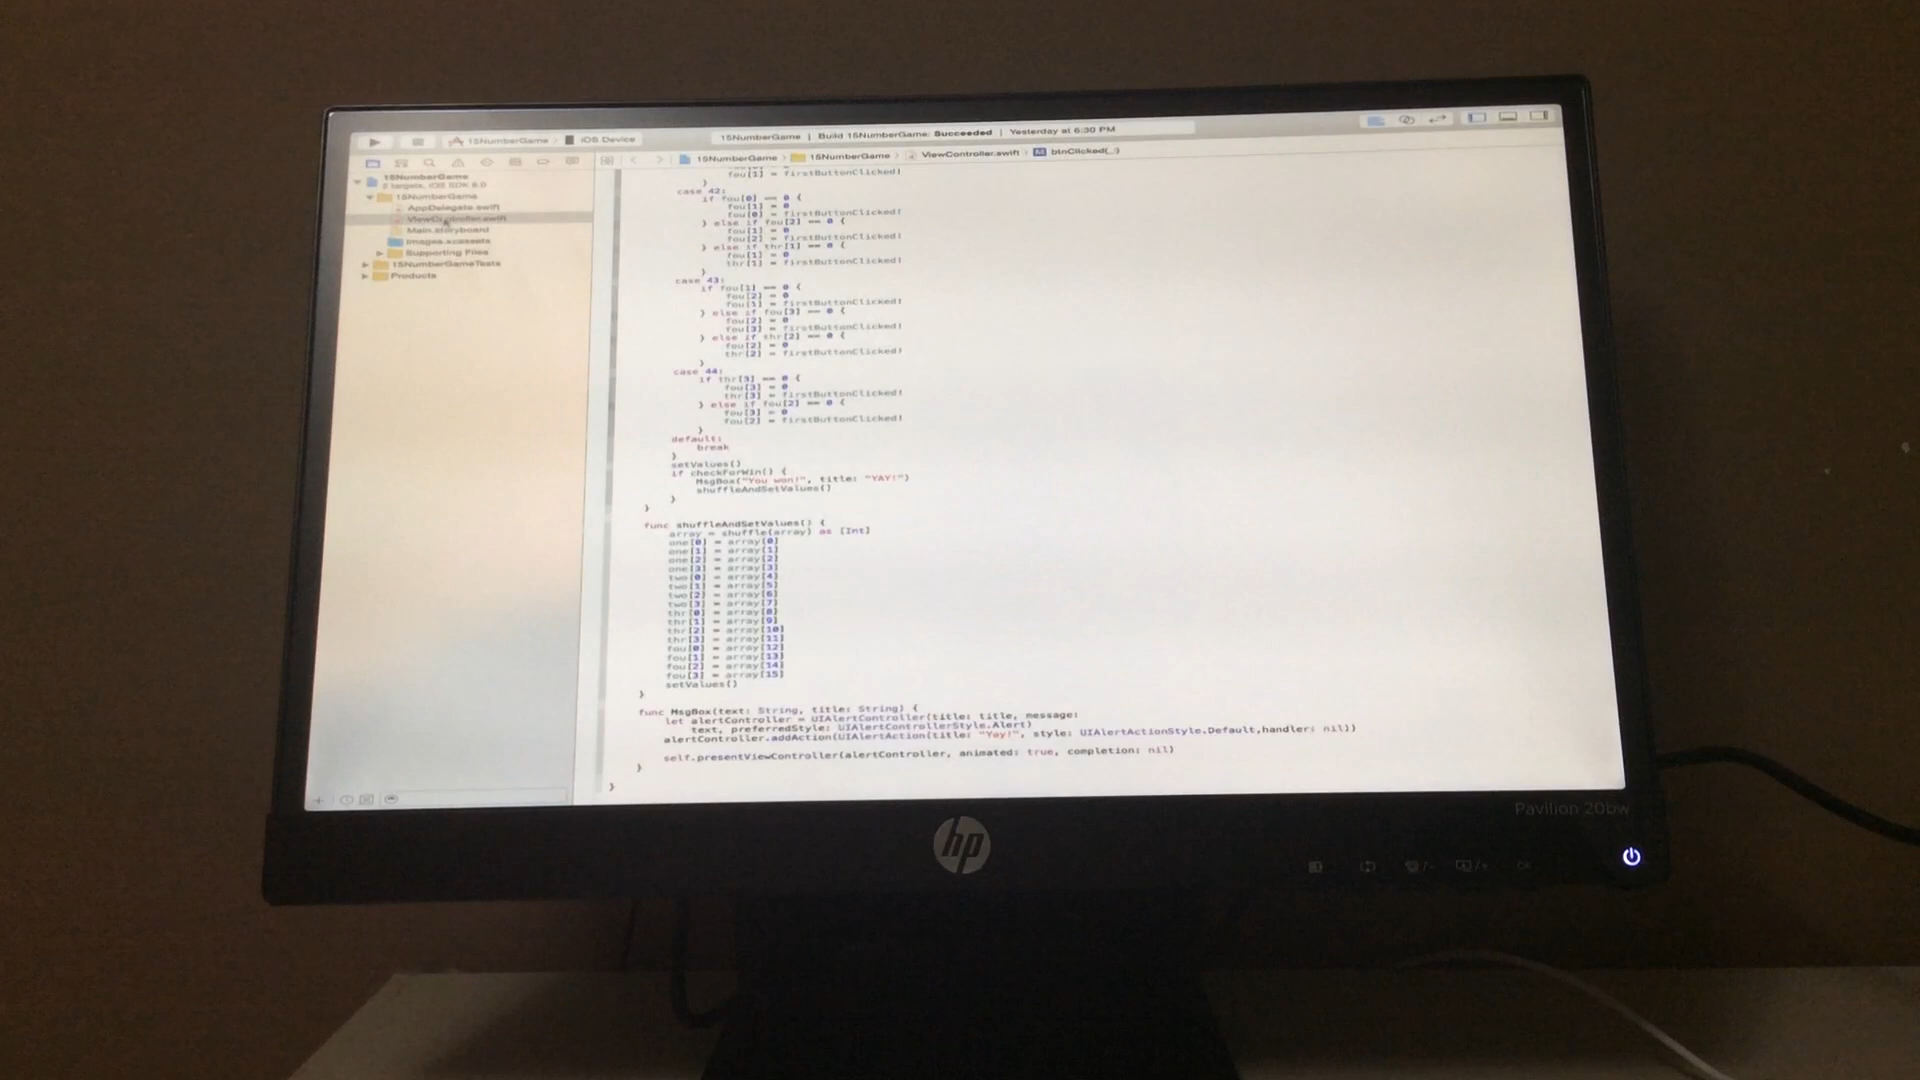 15NumberGame iOS Device
15NumberGame | Build 15NumberGame: Succeeded | Yesterday at 6:30 PM
15NumberGame 15NumberGame ViewController.swift M btnClicked(_:)
15NumberGame
2 targets, iOS SDK 8.0
15NumberGame
AppDelegate.swift
ViewController.swift
Main.storyboard
Images.xcassets
Supporting Files
15NumberGameTests
Products
fou[1] = firstButtonClicked!
}
case 42:
if fou[0] == 0 {
fou[1] = 0
fou[0] = firstButtonClicked!
} else if fou[2] == 0 {
fou[1] = 0
fou[2] = firstButtonClicked!
} else if thr[1] == 0 {
fou[1] = 0
thr[1] = firstButtonClicked!
}
case 43:
if fou[1] == 0 {
fou[2] = 0
fou[1] = firstButtonClicked!
} else if fou[3] == 0 {
fou[2] = 0
fou[3] = firstButtonClicked!
} else if thr[2] == 0 {
fou[2] = 0
thr[2] = firstButtonClicked!
}
case 44:
if thr[3] == 0 {
fou[3] = 0
thr[3] = firstButtonClicked!
} else if fou[2] == 0 {
fou[3] = 0
fou[2] = firstButtonClicked!
}
default:
break
}
setValues()
if checkForWin() {
MsgBox("You won!", title: "YAY!")
shuffleAndSetValues()
}
}
func shuffleAndSetValues() {
array = shuffle(array) as [Int]
one[0] = array[0]
one[1] = array[1]
one[2] = array[2]
one[3] = array[3]
two[0] = array[4]
two[1] = array[5]
two[2] = array[6]
two[3] = array[7]
thr[0] = array[8]
thr[1] = array[9]
thr[2] = array[10]
thr[3] = array[11]
fou[0] = array[12]
fou[1] = array[13]
fou[2] = array[14]
fou[3] = array[15]
setValues()
}
func MsgBox(text: String, title: String) {
let alertController = UIAlertController(title: title, message:
text, preferredStyle: UIAlertControllerStyle.Alert)
alertController.addAction(UIAlertAction(title: "Yay!", style: UIAlertActionStyle.Default,handler: nil))
self.presentViewController(alertController, animated: true, completion: nil)
}
}
Pavilion 20bw
hp
OK